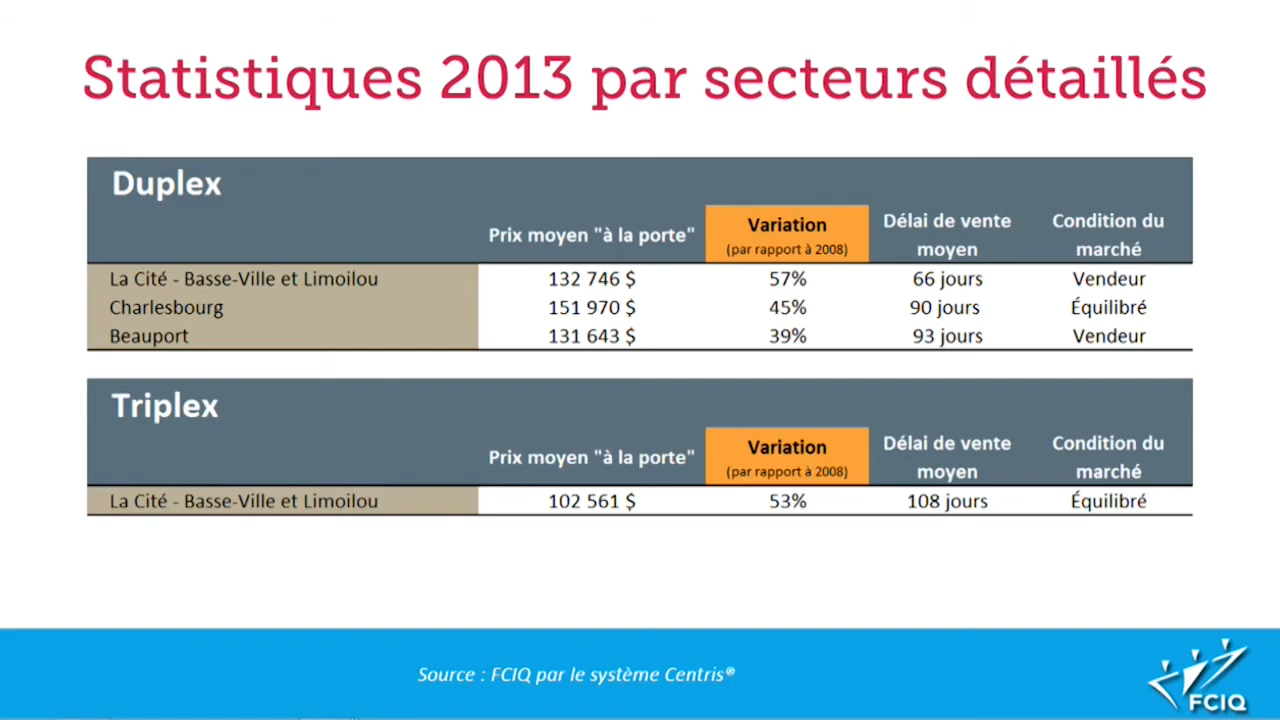 Statistiques 2013 par secteurs détaillés
Duplex
Prix moyen "à la porte" Variation (par rapport à 2008) Délai de vente moyen Condition du marché
La Cité - Basse-Ville et Limoilou 132 746 $ 57% 66 jours Vendeur
Charlesbourg 151 970 $ 45% 90 jours Équilibré
Beauport 131 643 $ 39% 93 jours Vendeur
Triplex
Prix moyen "à la porte" Variation (par rapport à 2008) Délai de vente moyen Condition du marché
La Cité - Basse-Ville et Limoilou 102 561 $ 53% 108 jours Équilibré
Source : FCIQ par le système Centris®
FCIQ